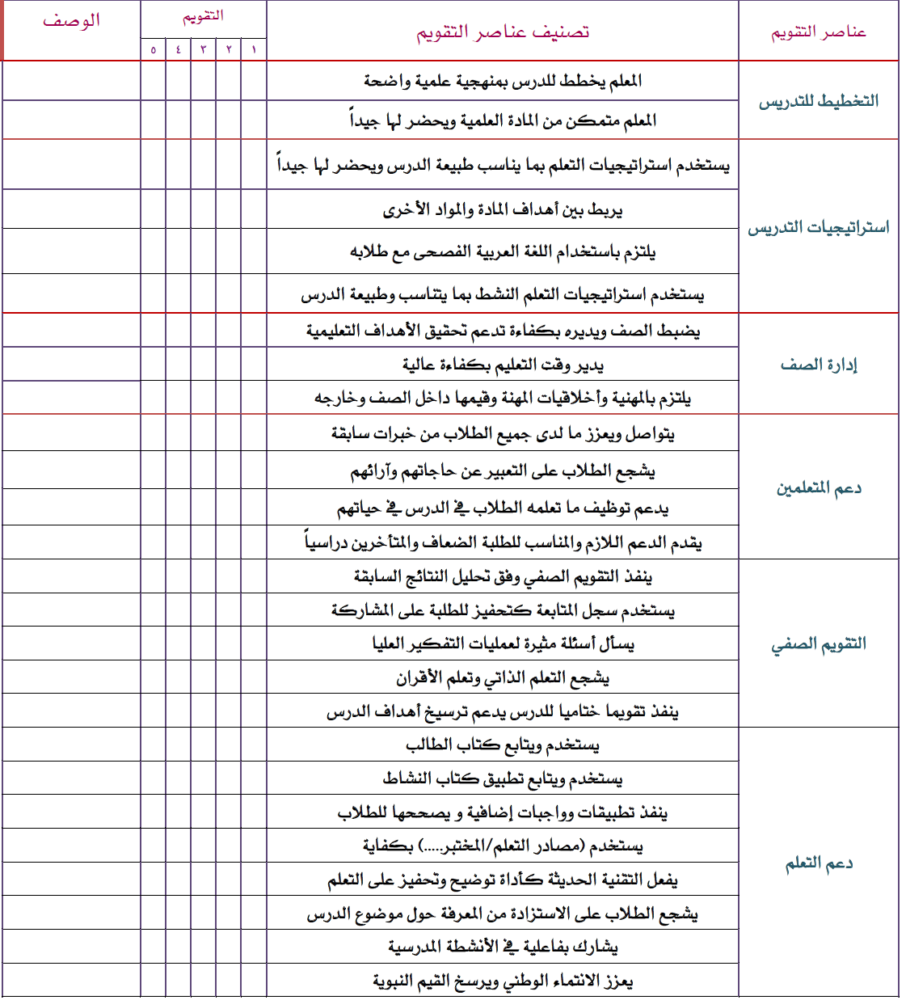 عناصر التقويم
تصنيف عناصر التقويم
التقويم
الوصف
١ ٢ ٣ ٤ ٥
التخطيط للتدريس
المعلم يخطط للدرس بمنهجية علمية واضحة
المعلم متمكن من المادة العلمية ويحضر لها جيداً
استراتيجيات التدريس
يستخدم استراتيجيات التعلم بما يناسب طبيعة الدرس ويحضر لها جيداً
يربط بين أهداف المادة والمواد الأخرى
يلتزم باستخدام اللغة العربية الفصحى مع طلابه
يستخدم استراتيجيات التعلم النشط بما يتناسب وطبيعة الدرس
إدارة الصف
يضبط الصف ويديره بكفاءة تدعم تحقيق الأهداف التعليمية
يدير وقت التعليم بكفاءة عالية
يلتزم بالمهنية وأخلاقيات المهنة وقيمها داخل الصف وخارجه
دعم المتعلمين
يتواصل ويعزز ما لدى جميع الطلاب من خبرات سابقة
يشجع الطلاب على التعبير عن حاجاتهم وآرائهم
يدعم توظيف ما تعلمه الطلاب في الدرس في حياتهم
يقدم الدعم اللازم والمناسب للطلبة الضعاف والمتأخرين دراسياً
التقويم الصفي
ينفذ التقويم الصفي وفق تحليل النتائج السابقة
يستخدم سجل المتابعة كتحفيز للطلبة على المشاركة
يسأل أسئلة مثيرة لعمليات التفكير العليا
يشجع التعلم الذاتي وتعلم الأقران
ينفذ تقويما ختاميا للدرس يدعم ترسيخ أهداف الدرس
دعم التعلم
يستخدم ويتابع كتاب الطالب
يستخدم ويتابع تطبيق كتاب النشاط
ينفذ تطبيقات وواجبات إضافية و يصححها للطلاب
يستخدم (مصادر التعلم/المختبر.....) بكفاية
يفعل التقنية الحديثة كأداة توضيح وتحفيز على التعلم
يشجع الطلاب على الاستزادة من المعرفة حول موضوع الدرس
يشارك بفاعلية في الأنشطة المدرسية
يعزز الانتماء الوطني ويرسخ القيم النبوية